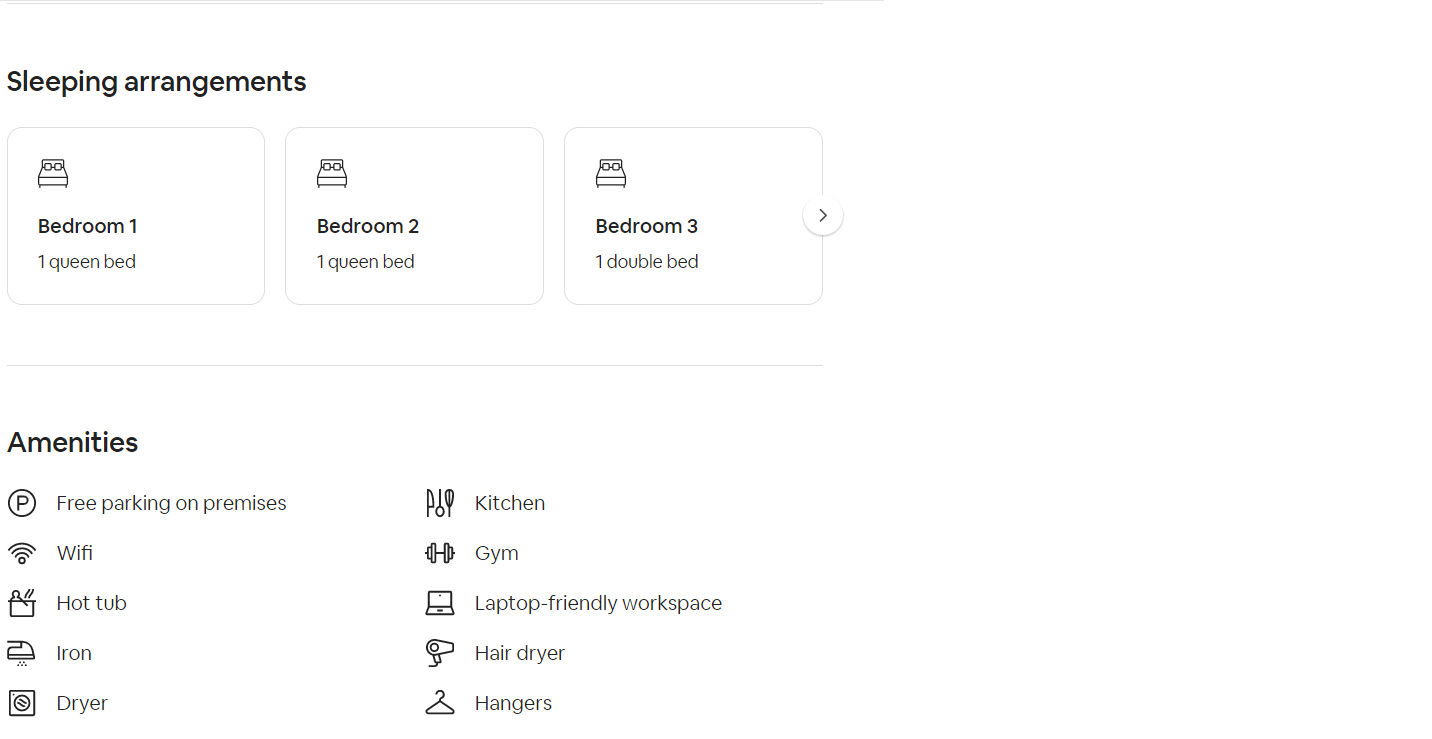 Sleeping arrangements
Bedroom 1
1 queen bed
Bedroom 2
1 queen bed
Bedroom 3
1 double bed
Amenities
Free parking on premises
Kitchen
Wifi
Gym
Hot tub
Laptop-friendly workspace
Iron
Hair dryer
Dryer
Hangers